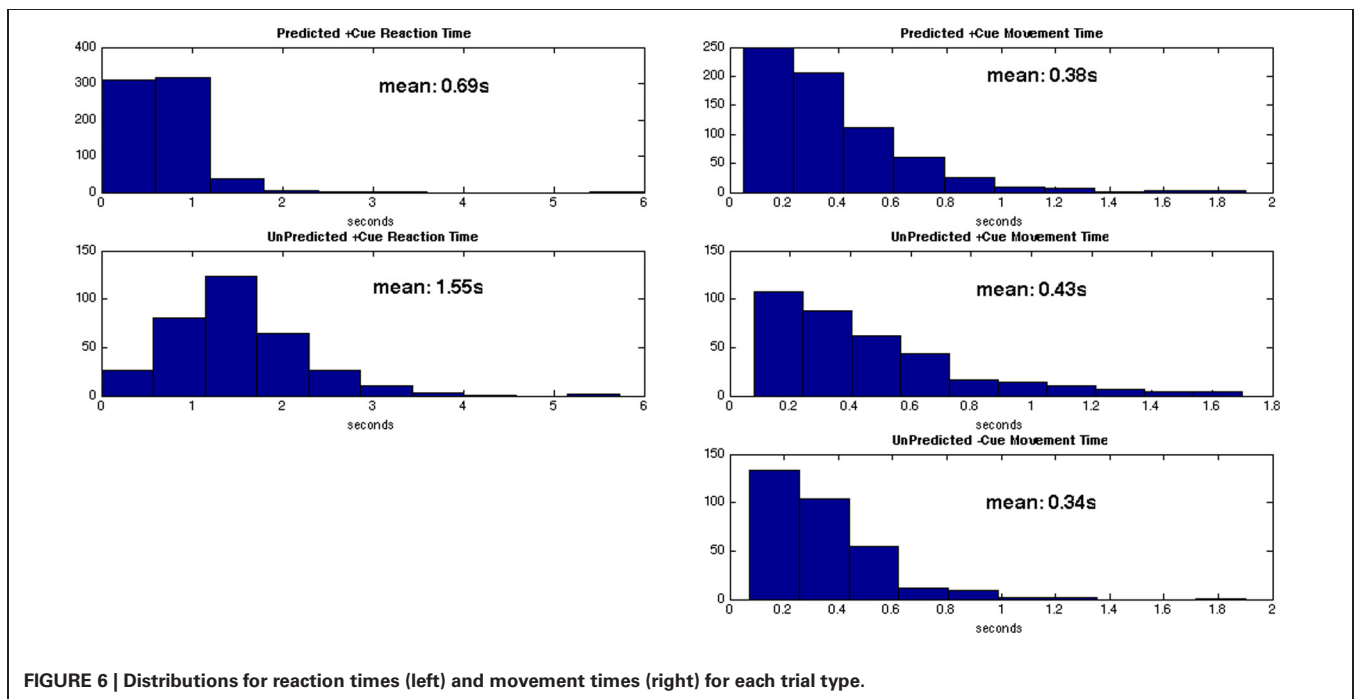 Predicted +Cue Reaction Time
400
300
200
100
0
mean: 0.69s
0 1 2 3 4 5 6
seconds
Predicted +Cue Movement Time
250
200
150
100
50
0
mean: 0.38s
0 0.2 0.4 0.6 0.8 1 1.2 1.4 1.6 1.8 2
seconds
UnPredicted +Cue Reaction Time
150
100
50
0
mean: 1.55s
0 1 2 3 4 5 6
seconds
UnPredicted +Cue Movement Time
150
100
50
0
mean: 0.43s
0 0.2 0.4 0.6 0.8 1 1.2 1.4 1.6 1.8
seconds
UnPredicted -Cue Movement Time
150
100
50
0
mean: 0.34s
0 0.2 0.4 0.6 0.8 1 1.2 1.4 1.6 1.8 2
seconds
FIGURE 6 | Distributions for reaction times (left) and movement times (right) for each trial type.